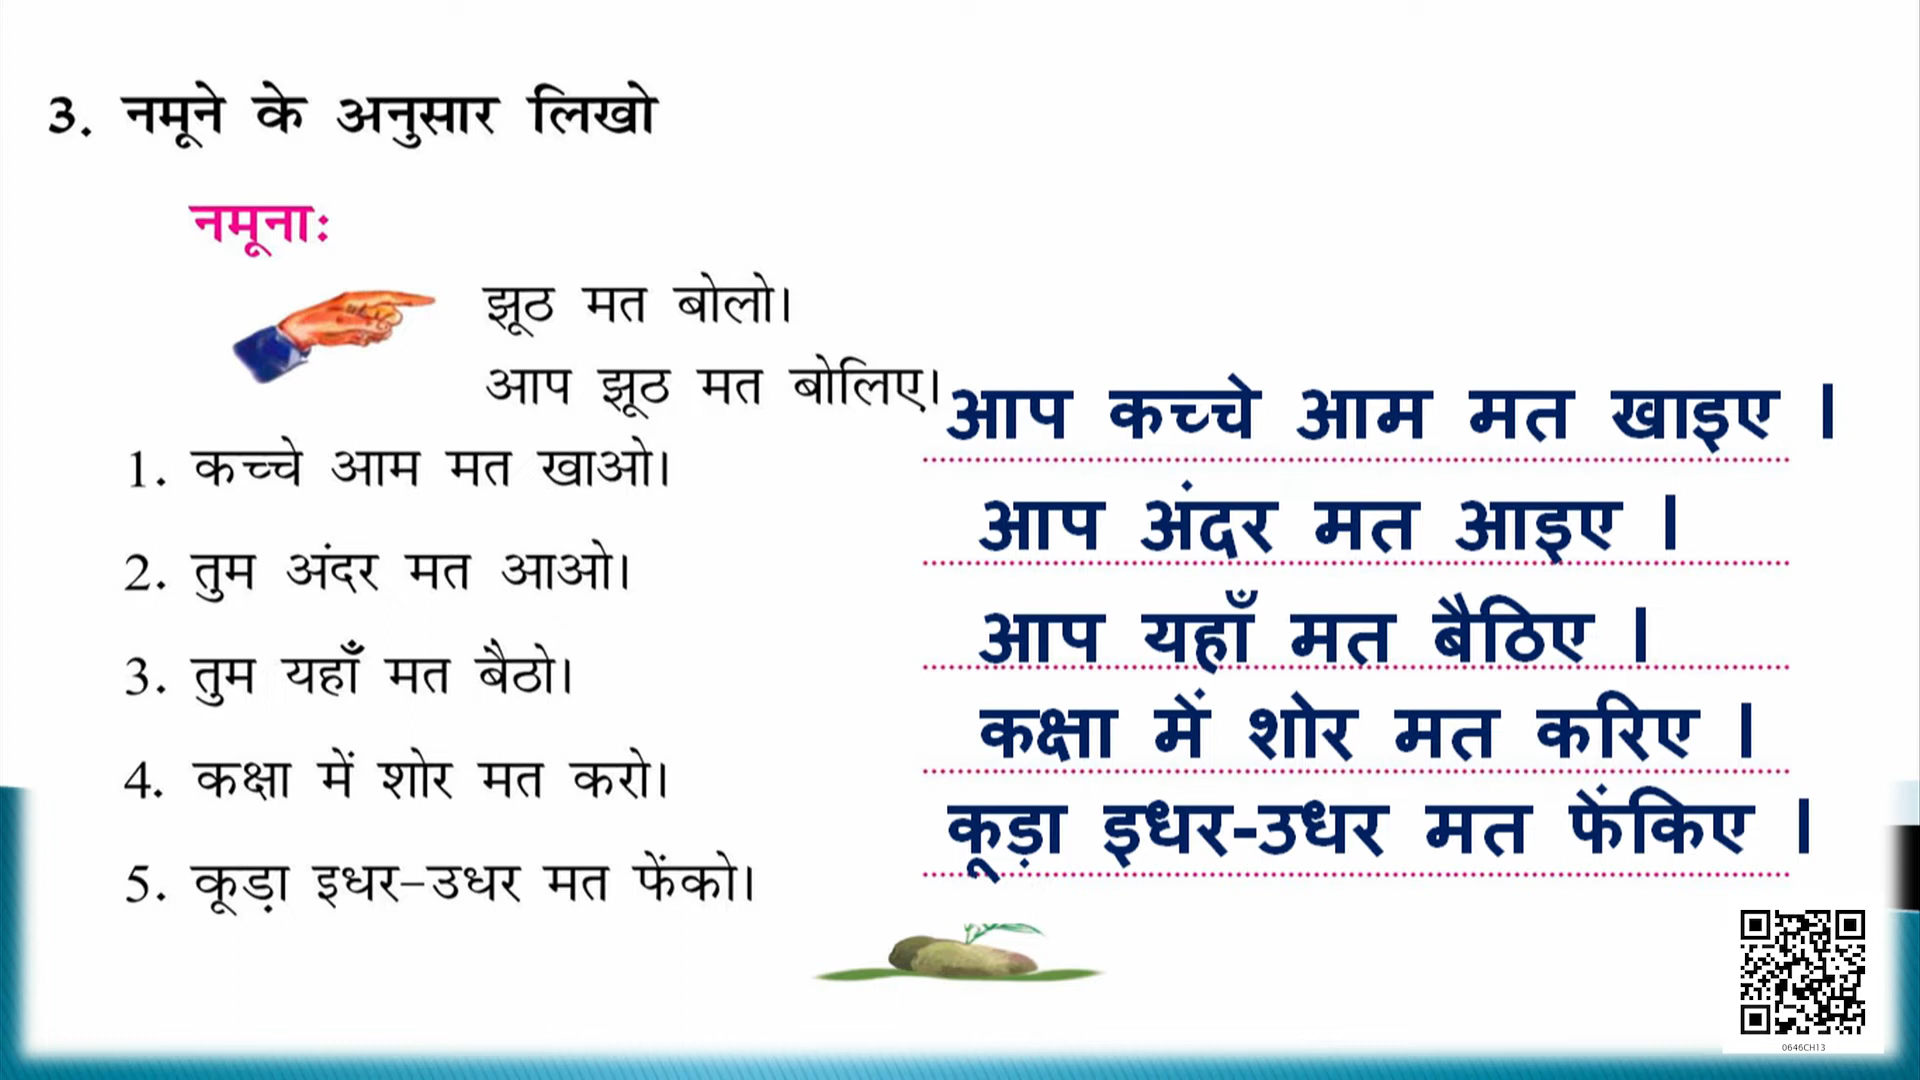 3. नमूने के अनुसार लिखो
नमूनाः
झूठ मत बोलो।
आप झूठ मत बोलिए।
1. कच्चे आम मत खाओ।
आप कच्चे आम मत खाइए ।
2. तुम अंदर मत आओ।
आप अंदर मत आइए ।
3. तुम यहाँ मत बैठो।
आप यहाँ मत बैठिए ।
4. कक्षा में शोर मत करो।
कक्षा में शोर मत करिए ।
5. कूड़ा इधर–उधर मत फेंको।
कूड़ा इधर-उधर मत फेंकिए ।
0646CH13